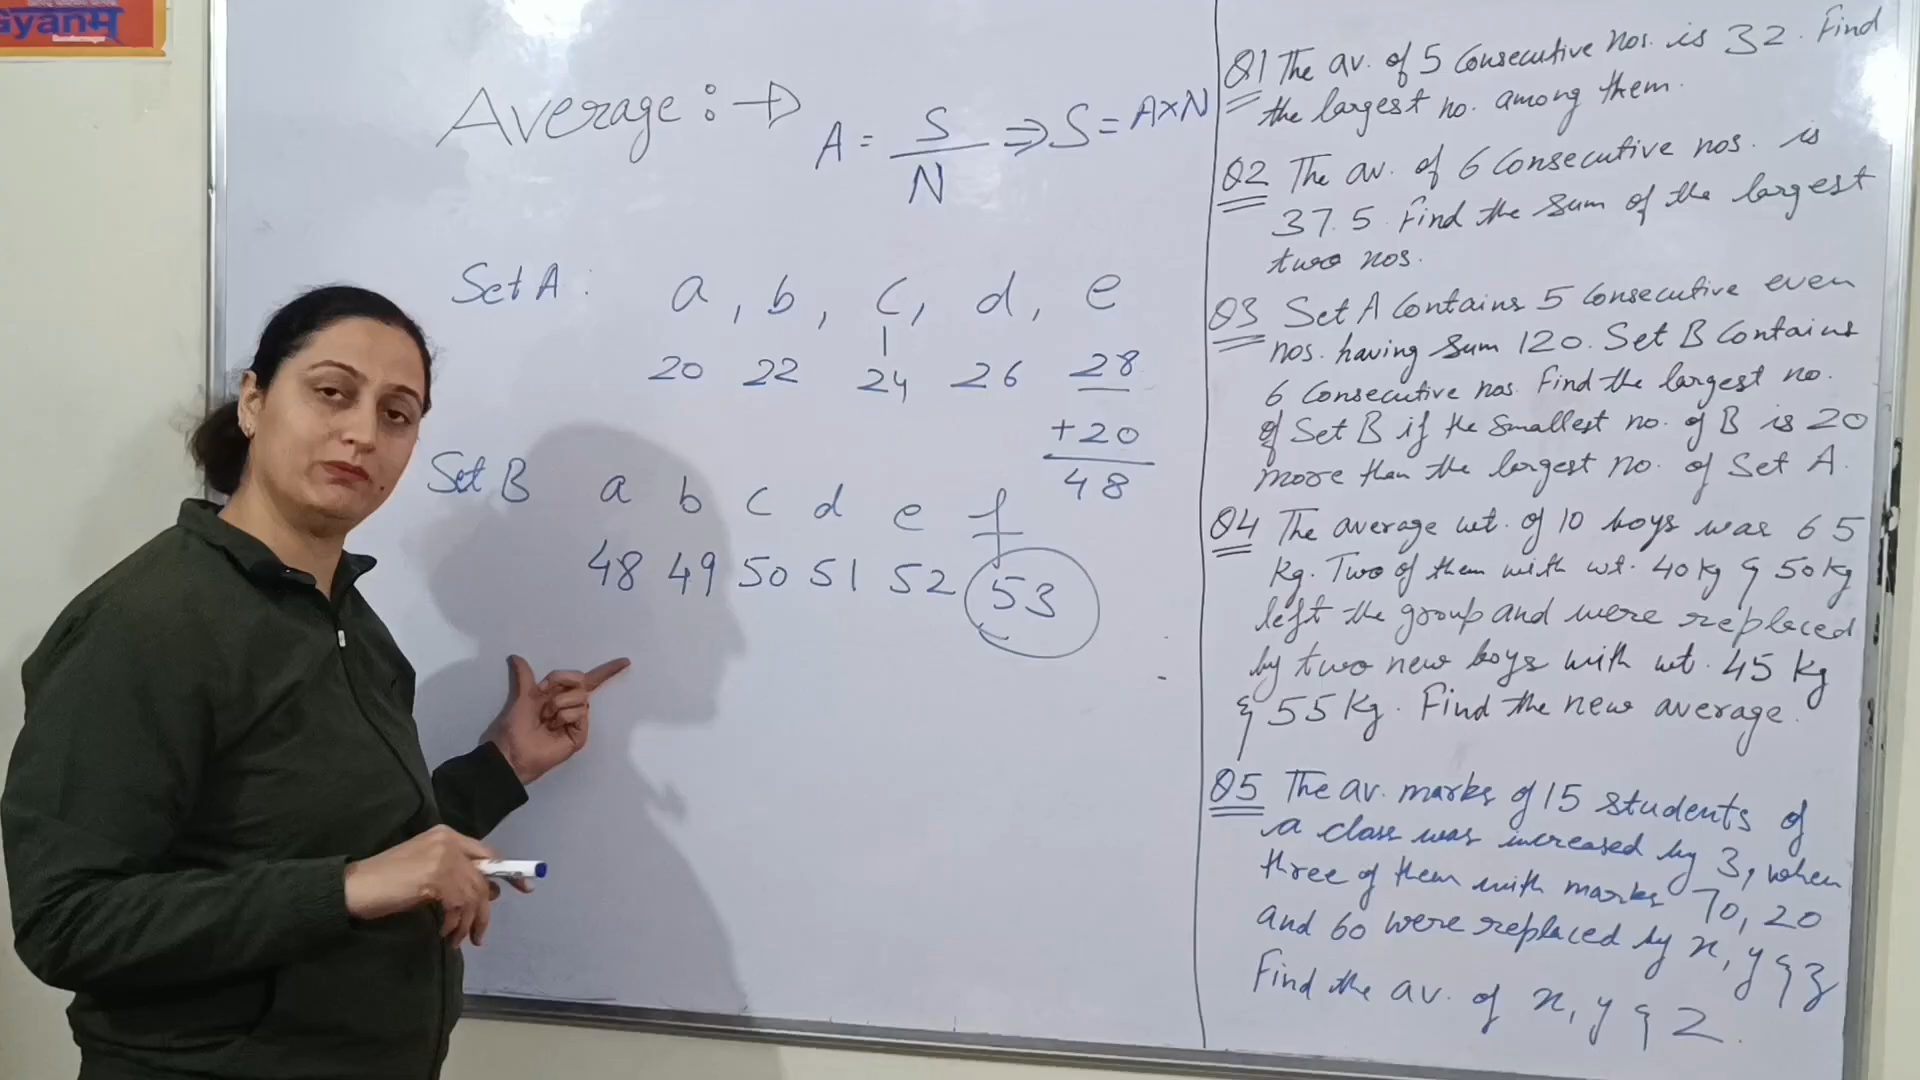 Gyanम्
Average :→ A = S/N ⇒ S = A×N
Set A : a, b, c, d, e
20 22 24 26 28
+20
48
Set B a b c d e f
48 49 50 51 52 53
Q1 The av. of 5 Consecutive nos. is 32. Find
the largest no. among them.
Q2 The av. of 6 Consecutive nos. is
37.5. Find the sum of the largest
two nos.
Q3 Set A Contains 5 Consecutive even
nos. having sum 120. Set B Contains
6 Consecutive nos. Find the largest no.
of Set B if the smallest no. of B is 20
more than the largest no. of Set A.
Q4 The average wt. of 10 boys was 65
kg. Two of them with wt. 40 kg & 50 kg
left the group and were replaced
by two new boys with wt. 45 kg
& 55 kg. Find the new average.
Q5 The av. marks of 15 students of
a class was increased by 3, when
three of them with marks 70, 20
and 60 were replaced by x, y & z
Find the av. of x, y & z.